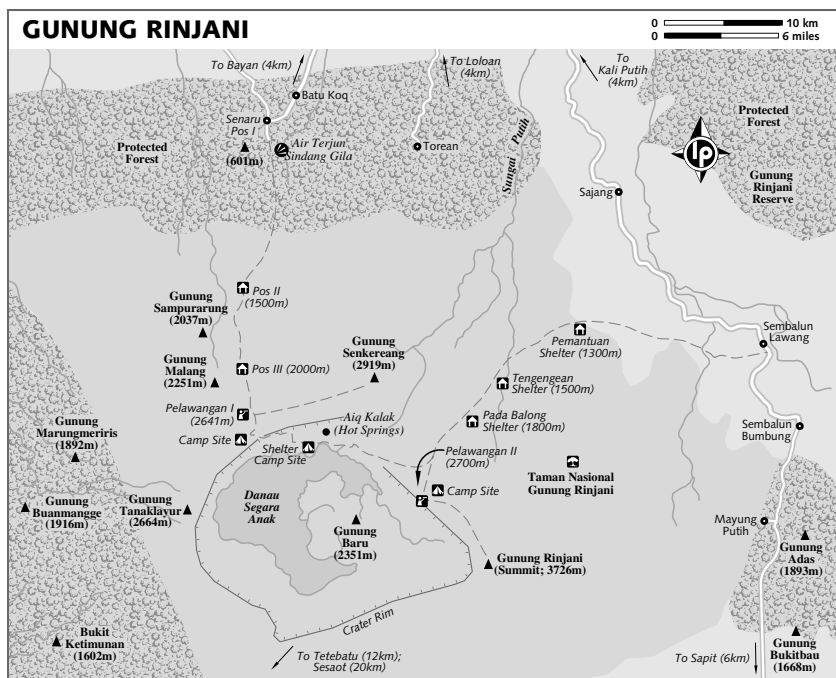 GUNUNG RINJANI
0 10 km
0 6 miles
To Bayan (4km)
To Loloan
(4km)
To
Kali Putih
(4km)
Batu Koq
Senaru
Pos I
(601m)
Air Terjun
Sindang Gila
Protected
Forest
Torean
Sungai Putih
Protected
Forest
lp
Gunung
Rinjani
Reserve
Sajang
Pos II
(1500m)
Gunung
Sampurarung
(2037m)
Gunung
Malang
(2251m)
Pos III (2000m)
Gunung
Senkereang
(2919m)
Pemantuan
Shelter (1300m)
Sembalun
Lawang
Tengengean
Shelter (1500m)
Pelawangan I
(2641m)
Camp Site
Aiq Kalak
(Hot Springs)
Shelter
Camp Site
Pada Balong
Shelter (1800m)
Sembalun
Bumbung
Gunung
Marungmeriris
(1892m)
Pelawangan II
(2700m)
Camp Site
Taman Nasional
Gunung Rinjani
Gunung
Buanmangge
(1916m)
Gunung
Tanaklayur
(2664m)
Danau
Segara
Anak
Gunung
Baru
(2351m)
Mayung
Putih
Gunung
Adas
(1893m)
Gunung Rinjani
(Summit; 3726m)
Crater Rim
Bukit
Ketimunan
(1602m)
To Tetebatu (12km);
Sesaot (20km)
To Sapit (6km)
Gunung
Bukitbau
(1668m)